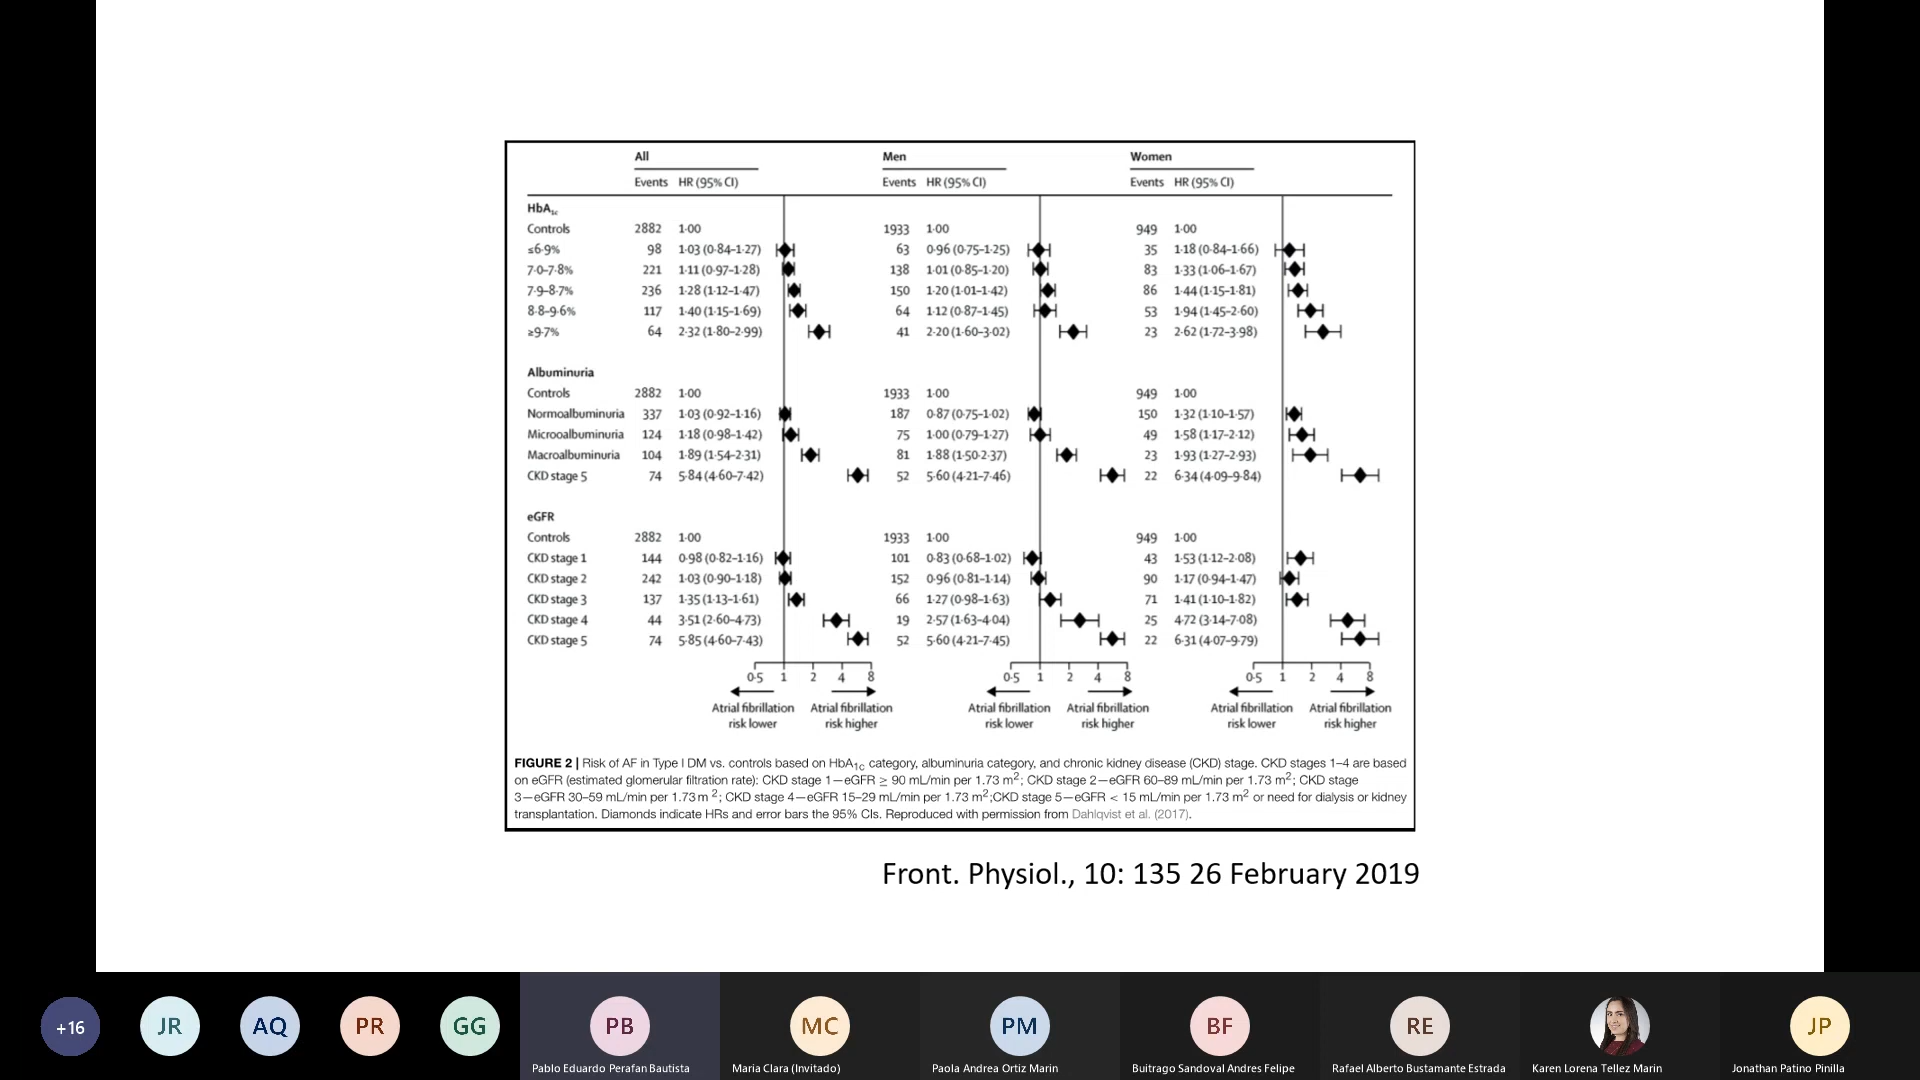 All Men Women
Events HR (95% CI) Events HR (95% CI) Events HR (95% CI)
HbA1c
Controls 2882 1·00 1933 1·00 949 1·00
≤6·9% 98 1·03 (0·84–1·27) 63 0·96 (0·75–1·25) 35 1·18 (0·84–1·66)
7·0–7·8% 221 1·11 (0·97–1·28) 138 1·01 (0·85–1·20) 83 1·33 (1·06–1·67)
7·9–8·7% 236 1·28 (1·12–1·47) 150 1·20 (1·01–1·42) 86 1·44 (1·15–1·81)
8·8–9·6% 117 1·40 (1·15–1·69) 64 1·12 (0·87–1·45) 53 1·94 (1·45–2·60)
≥9·7% 64 2·32 (1·80–2·99) 41 2·20 (1·60–3·02) 23 2·62 (1·72–3·98)
Albuminuria
Controls 2882 1·00 1933 1·00 949 1·00
Normoalbuminuria 337 1·03 (0·92–1·16) 187 0·87 (0·75–1·02) 150 1·32 (1·10–1·57)
Microoalbuminuria 124 1·18 (0·98–1·42) 75 1·00 (0·79–1·27) 49 1·58 (1·17–2·12)
Macroalbuminuria 104 1·89 (1·54–2·31) 81 1·88 (1·50-2·37) 23 1·93 (1·27–2·93)
CKD stage 5 74 5·84 (4·60–7·42) 52 5·60 (4·21–7·46) 22 6·34 (4·09–9·84)
eGFR
Controls 2882 1·00 1933 1·00 949 1·00
CKD stage 1 144 0·98 (0·82–1·16) 101 0·83 (0·68–1·02) 43 1·53 (1·12–2·08)
CKD stage 2 242 1·03 (0·90–1·18) 152 0·96 (0·81–1·14) 90 1·17 (0·94–1·47)
CKD stage 3 137 1·35 (1·13–1·61) 66 1·27 (0·98–1·63) 71 1·41 (1·10–1·82)
CKD stage 4 44 3·51 (2·60–4·73) 19 2·57 (1·63–4·04) 25 4·72 (3·14–7·08)
CKD stage 5 74 5·85 (4·60–7·43) 52 5·60 (4·21–7·45) 22 6·31 (4·07–9·79)
0·5 1 2 4 8 0·5 1 2 4 8 0·5 1 2 4 8
Atrial fibrillation Atrial fibrillation Atrial fibrillation Atrial fibrillation Atrial fibrillation Atrial fibrillation
risk lower risk higher risk lower risk higher risk lower risk higher
FIGURE 2 | Risk of AF in Type I DM vs. controls based on HbA1c category, albuminuria category, and chronic kidney disease (CKD) stage. CKD stages 1–4 are based
on eGFR (estimated glomerular filtration rate): CKD stage 1—eGFR ≥ 90 mL/min per 1.73 m2; CKD stage 2—eGFR 60–89 mL/min per 1.73 m2; CKD stage
3—eGFR 30–59 mL/min per 1.73 m 2; CKD stage 4—eGFR 15–29 mL/min per 1.73 m2;CKD stage 5—eGFR < 15 mL/min per 1.73 m2 or need for dialysis or kidney
transplantation. Diamonds indicate HRs and error bars the 95% CIs. Reproduced with permission from Dahlqvist et al. (2017).
Front. Physiol., 10: 135 26 February 2019
+16 JR AQ PR GG PB MC PM BF RE JP
Pablo Eduardo Perafan Bautista Maria Clara (Invitado) Paola Andrea Ortiz Marin Buitrago Sandoval Andres Felipe Rafael Alberto Bustamante Estrada Karen Lorena Tellez Marin Jonathan Patino Pinilla